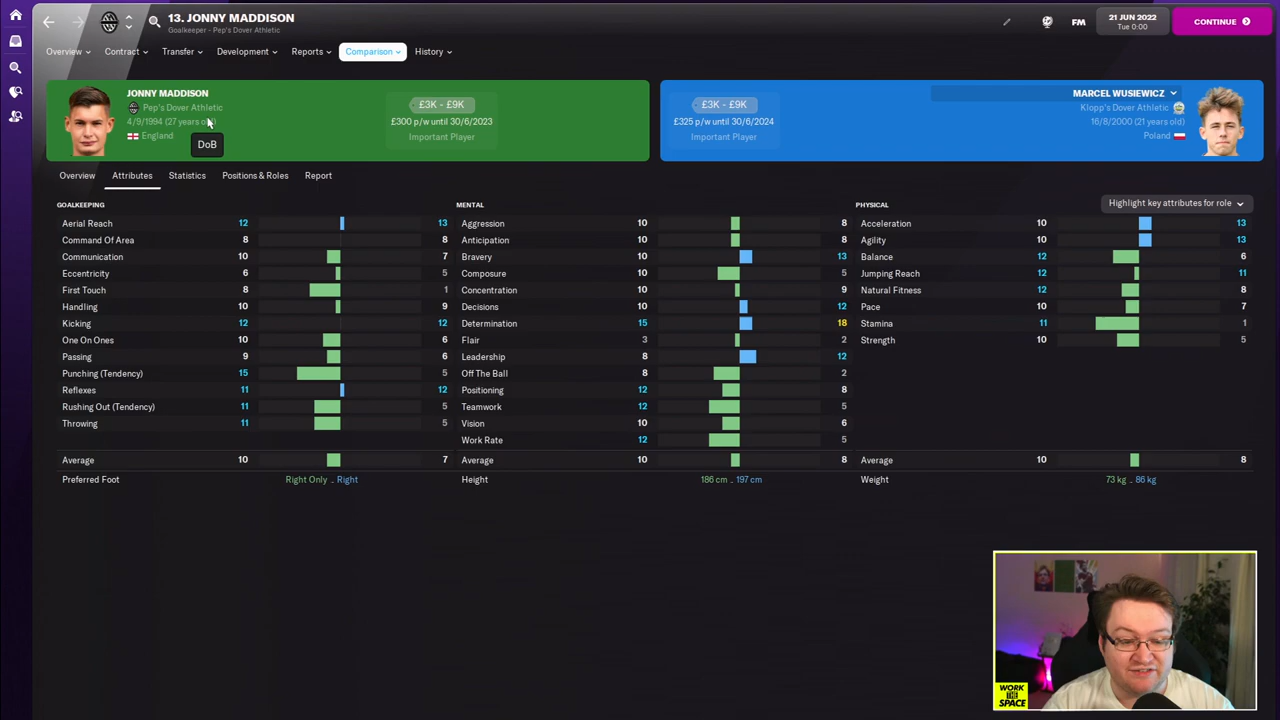 13. JONNY MADDISON
Goalkeeper - Pep's Dover Athletic
FM
21 JUN 2022
Tue 0:00
CONTINUE
Overview
Contract
Transfer
Development
Reports
Comparison
History
JONNY MADDISON
Pep's Dover Athletic
4/9/1994 (27 years old)
England
DoB
£3K - £9K
£300 p/w until 30/6/2023
Important Player
£3K - £9K
£325 p/w until 30/6/2024
Important Player
MARCEL WUSIEWICZ
Klopp's Dover Athletic
16/8/2000 (21 years old)
Poland
Overview Attributes Statistics Positions & Roles Report
Highlight key attributes for role
GOALKEEPING
Aerial Reach 12 13
Command Of Area 8 8
Communication 10 7
Eccentricity 6 5
First Touch 8 1
Handling 10 9
Kicking 12 12
One On Ones 10 6
Passing 9 6
Punching (Tendency) 15 5
Reflexes 11 12
Rushing Out (Tendency) 11 5
Throwing 11 5
Average 10 7
Preferred Foot Right Only - Right
MENTAL
Aggression 10 8
Anticipation 10 8
Bravery 10 13
Composure 10 5
Concentration 10 9
Decisions 10 12
Determination 15 18
Flair 3 2
Leadership 8 12
Off The Ball 8 2
Positioning 12 8
Teamwork 12 5
Vision 10 6
Work Rate 12 5
Average 10 8
Height 186 cm - 197 cm
PHYSICAL
Acceleration 10 13
Agility 10 13
Balance 12 6
Jumping Reach 12 11
Natural Fitness 12 8
Pace 10 7
Stamina 11 1
Strength 10 5
Average 10 8
Weight 73 kg - 86 kg
WORK
THE
SPACE